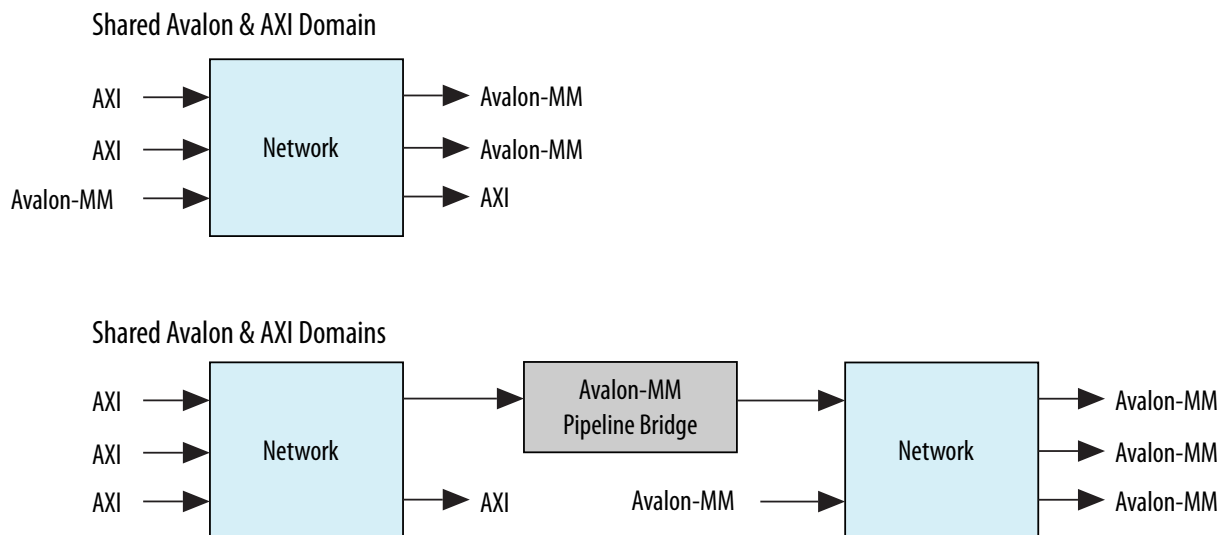 Shared Avalon & AXI Domain
AXI
Avalon-MM
AXI
Network
Avalon-MM
Avalon-MM
AXI
Shared Avalon & AXI Domains
AXI
Avalon-MM
Pipeline Bridge
Avalon-MM
AXI
Network
Network
Avalon-MM
AXI
AXI
Avalon-MM
Avalon-MM